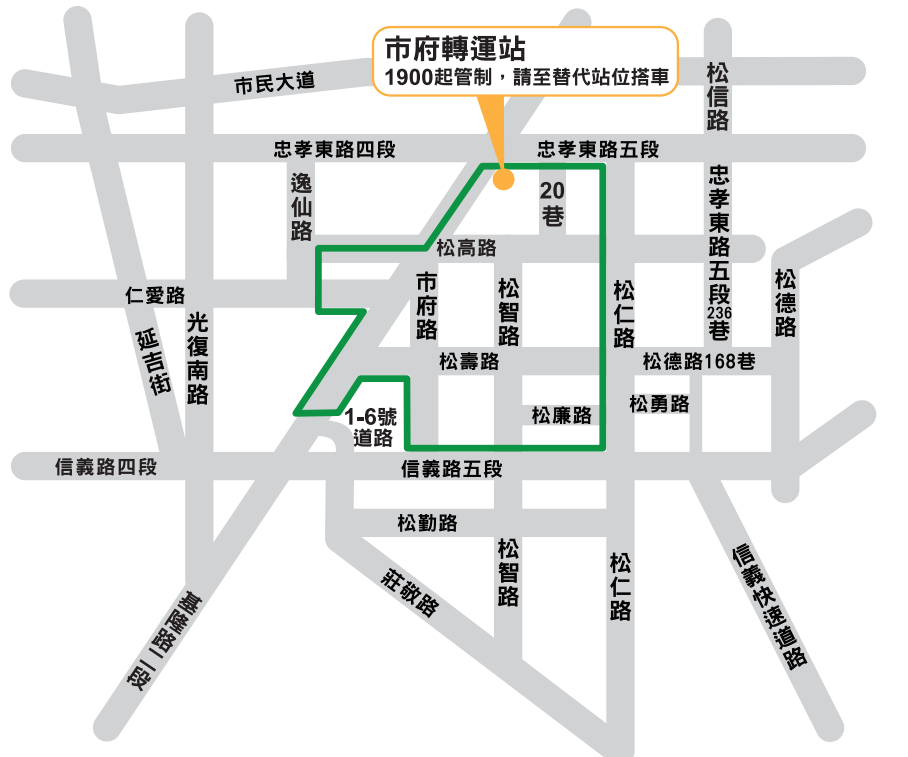 市府轉運站
1900起管制，請至替代站位搭車
市民大道
松信路
忠孝東路四段
忠孝東路五段
逸仙路
20巷
忠孝東路五段236巷
松高路
市府路
松智路
松仁路
松德路
仁愛路
光復南路
延吉街
松壽路
松德路168巷
1-6號
道路
松廉路
松勇路
信義路四段
信義路五段
松勤路
松智路
松仁路
莊敬路
信義快速道路
基隆路二段